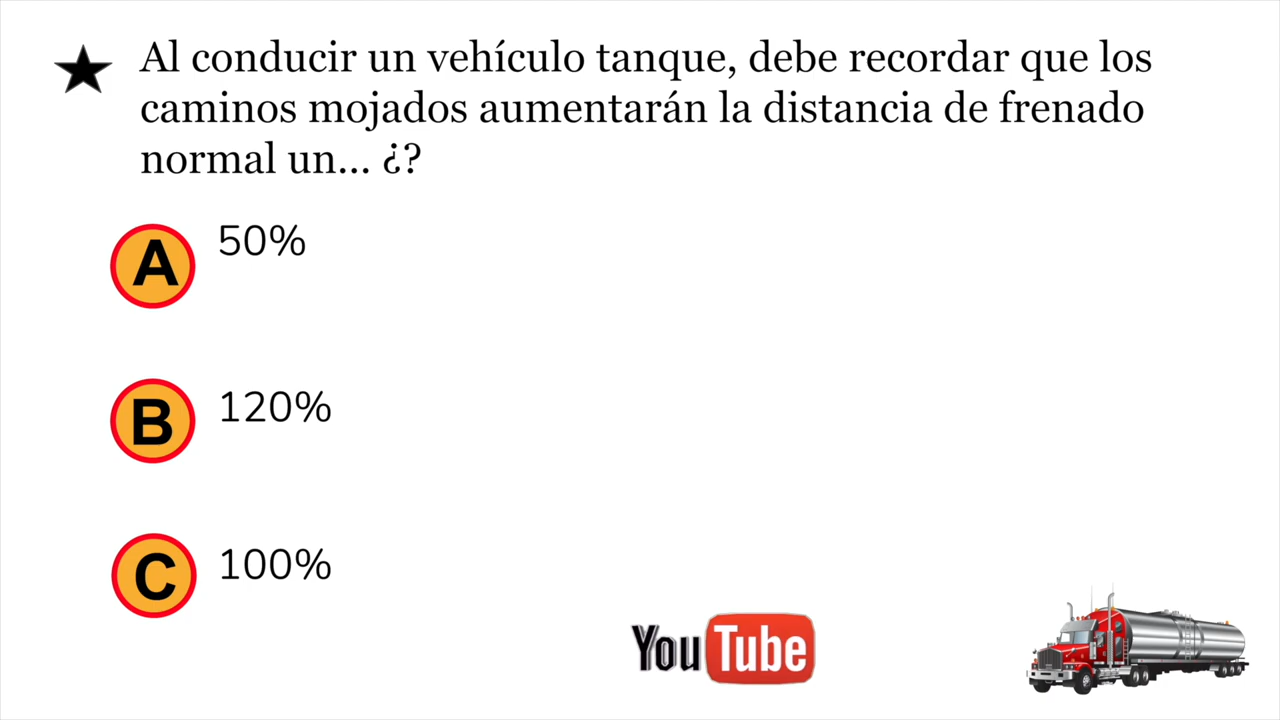 Al conducir un vehículo tanque, debe recordar que los
caminos mojados aumentarán la distancia de frenado
normal un... ¿?
A 50%
B 120%
C 100%
YouTube